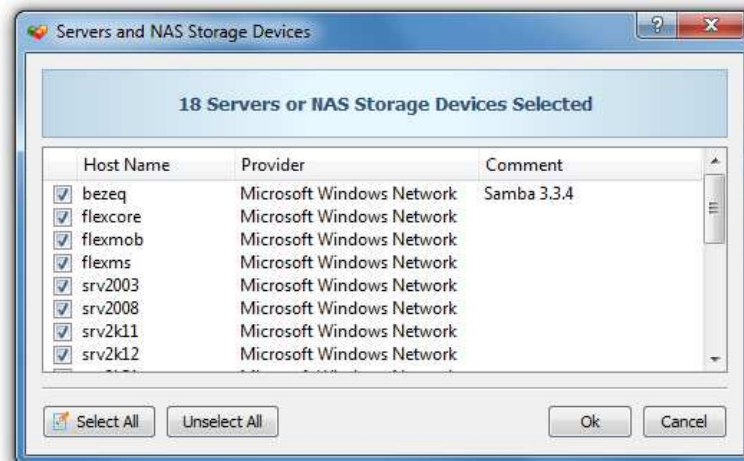 Servers and NAS Storage Devices
18 Servers or NAS Storage Devices Selected
Host Name Provider Comment
bezeq Microsoft Windows Network Samba 3.3.4
flexcore Microsoft Windows Network
flexmob Microsoft Windows Network
flexms Microsoft Windows Network
srv2003 Microsoft Windows Network
srv2008 Microsoft Windows Network
srv2k11 Microsoft Windows Network
srv2k12 Microsoft Windows Network
Select All Unselect All Ok Cancel